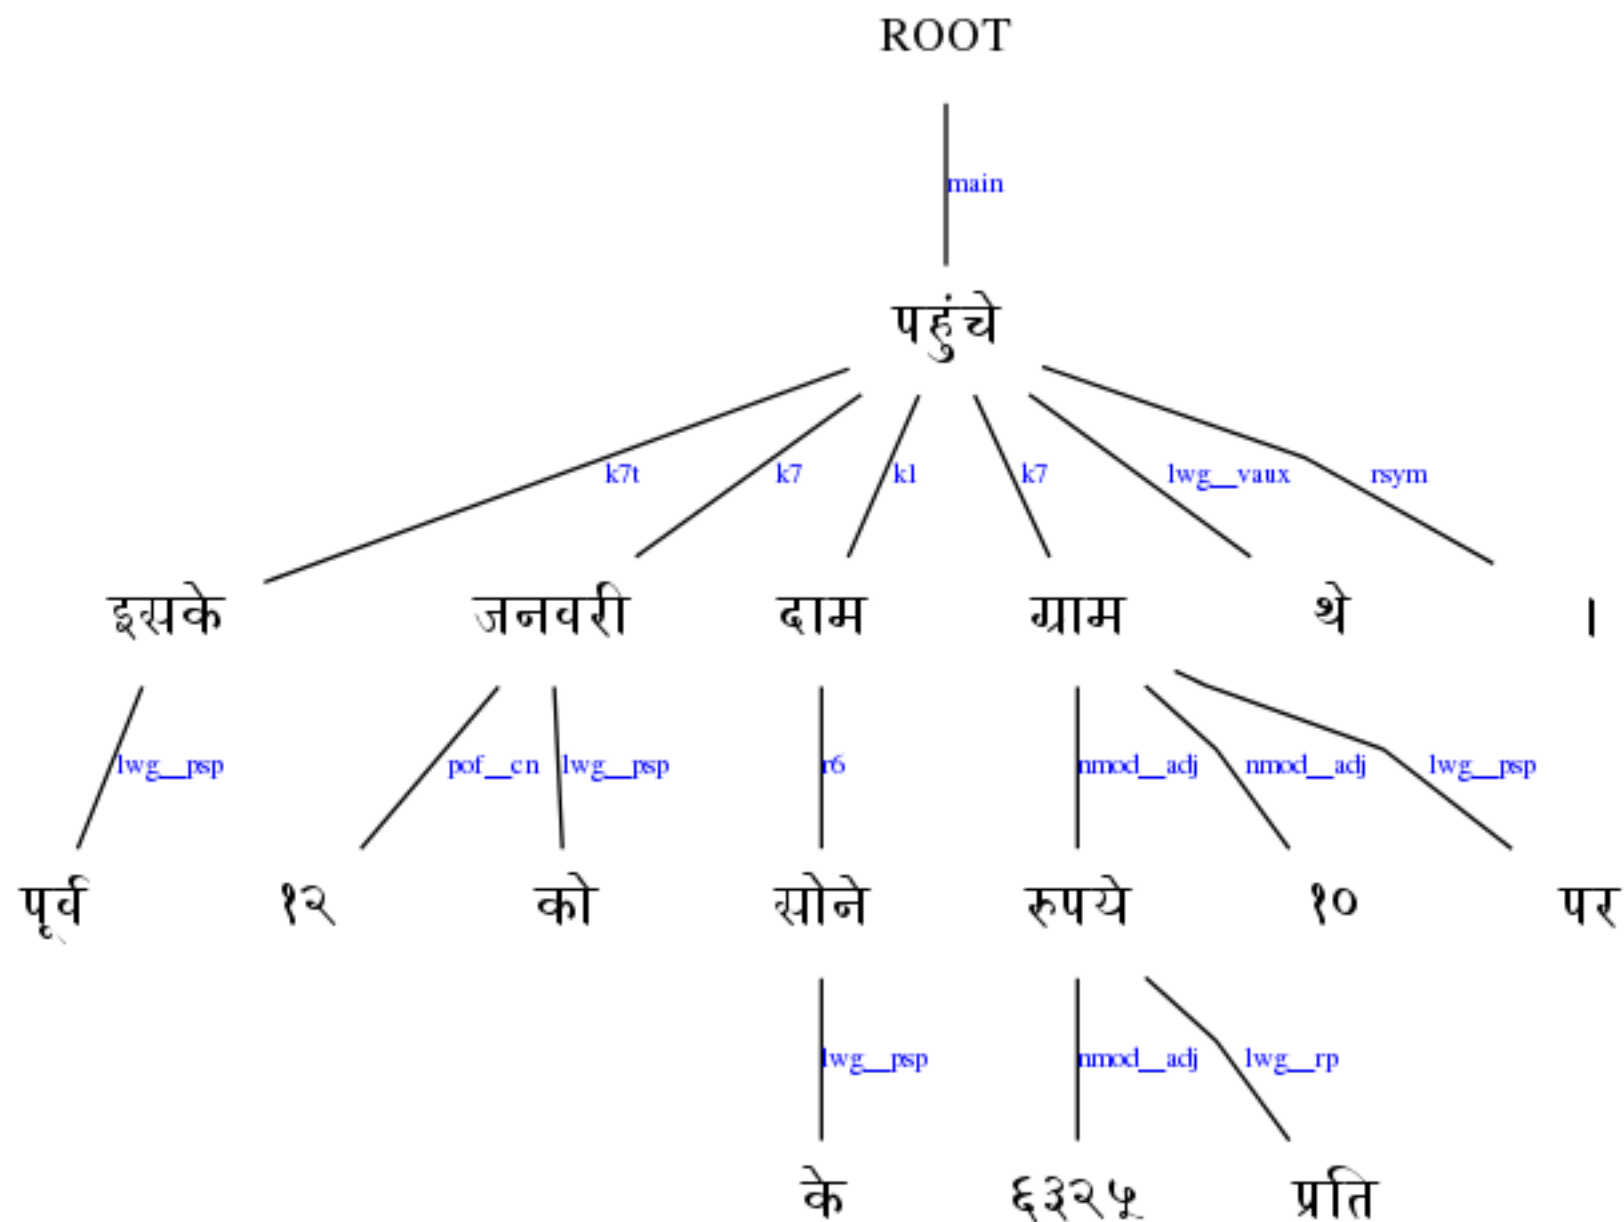 ROOT
main
पहुंचे
k7t k7 k1 k7 lwg__vaux rsym
इसके जनवरी दाम ग्राम थे ।
lwg__psp pof__cn lwg__psp r6 nmod__adj nmod__adj lwg__psp
पूर्व १२ को सोने रुपये १० पर
lwg__psp nmod__adj lwg__rp
के ६३२५ प्रति